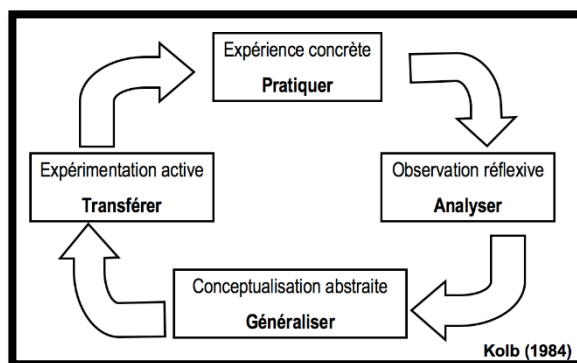 Expérience concrète
Pratiquer
Observation réflexive
Analyser
Conceptualisation abstraite
Généraliser
Expérimentation active
Transférer
Kolb (1984)